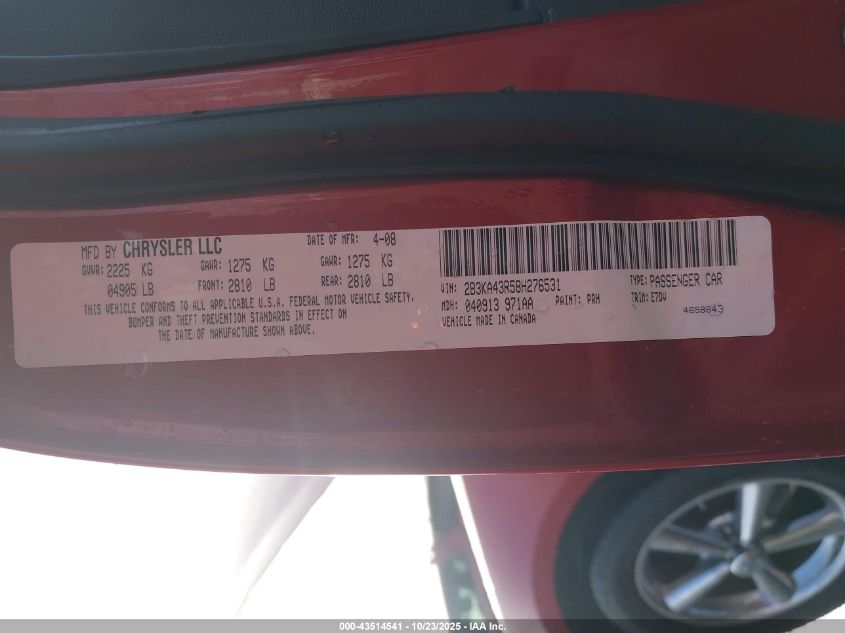 MFD BY CHRYSLER LLC DATE OF MFR: 4-08
GVWR: 2225 KG GAWR: 1275 KG GAWR: 1275 KG
04905 LB FRONT: 2810 LB REAR: 2810 LB
THIS VEHICLE CONFORMS TO ALL APPLICABLE U.S.A. FEDERAL MOTOR VEHICLE SAFETY,
BUMPER AND THEFT PREVENTION STANDARDS IN EFFECT ON
THE DATE OF MANUFACTURE SHOWN ABOVE.
VIN: 2B3KA43R58H276531 TYPE: PASSENGER CAR
MDH: 040913 971AA PAINT: PRH TRIM: E7DV
VEHICLE MADE IN CANADA 4658843
000-43514541 - 10/23/2025 - IAA Inc.